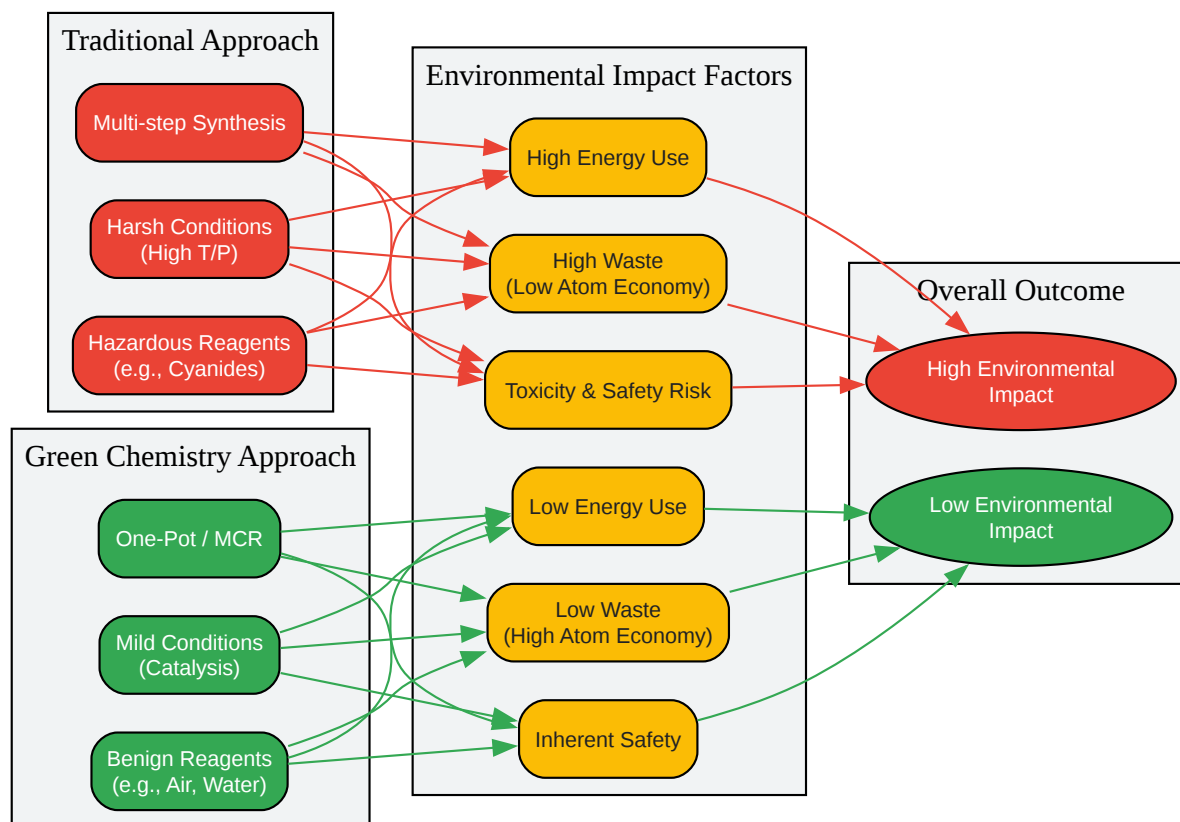 Traditional Approach
Multi-step Synthesis
Harsh Conditions
(High T/P)
Hazardous Reagents
(e.g., Cyanides)
Green Chemistry Approach
One-Pot / MCR
Mild Conditions
(Catalysis)
Benign Reagents
(e.g., Air, Water)
Environmental Impact Factors
High Energy Use
High Waste
(Low Atom Economy)
Toxicity & Safety Risk
Low Energy Use
Low Waste
(High Atom Economy)
Inherent Safety
Overall Outcome
High Environmental
Impact
Low Environmental
Impact